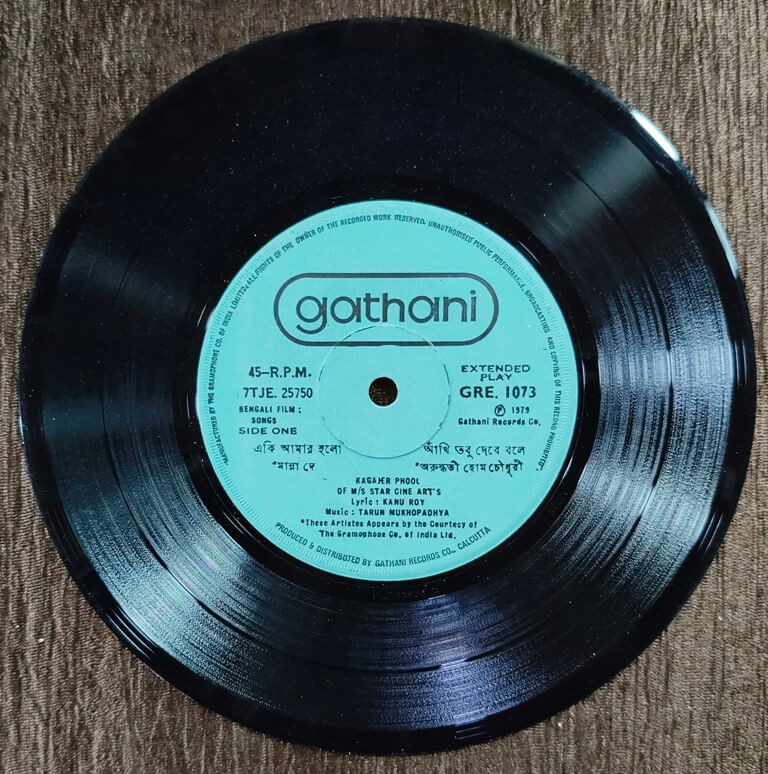 MANUFACTURED BY THE GRAMOPHONE CO. OF INDIA LIMITED. ALL RIGHTS OF THE OWNER OF THE RECORDED WORK RESERVED. UNAUTHORISED PUBLIC PERFORMANCE, BROADCASTING AND COPYING OF THIS RECORD PROHIBITED.
gathani
45–R.P.M.
7TJE. 25750
BENGALI FILM :
SONGS
SIDE ONE
EXTENDED
PLAY
GRE. 1073
Ⓟ 1979
Gathani Records Co.
একি আমার হলো
*মান্না দে
আঁখি তবু দেবে বলে
*অরুন্ধতী হোমচৌধুরী
KAGAJER PHOOL
OF M/S STAR CINE ART'S
Lyric : KANU ROY
Music : TARUN MUKHOPADHYA
*These Artistes Appears by the Courtesy of
The Gramophone Co. of India Ltd.
PRODUCED & DISTRIBUTED BY GATHANI RECORDS CO., CALCUTTA